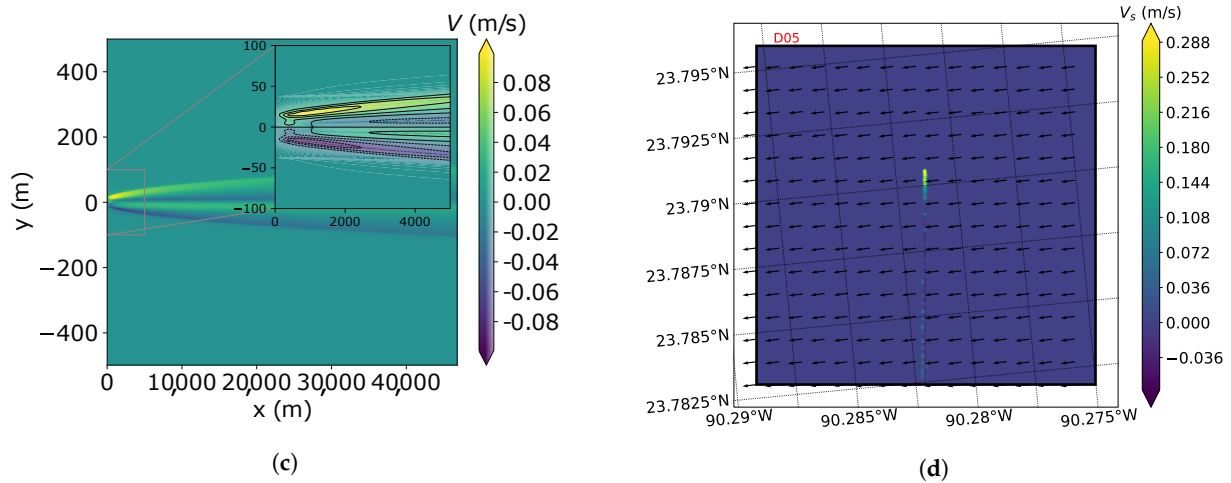 V (m/s)
400
200
0
−200
−400
y (m)
100
50
0
−50
−100
0
2000
4000
0.08
0.06
0.04
0.02
0.00
-0.02
-0.04
-0.06
-0.08
0 10,000 20,000 30,000 40,000
x (m)
(c)
V_s (m/s)
D05
23.795°N
23.7925°N
23.79°N
23.7875°N
23.785°N
23.7825°N
90.29°W 90.285°W 90.28°W 90.275°W
0.288
0.252
0.216
0.180
0.144
0.108
0.072
0.036
0.000
−0.036
(d)